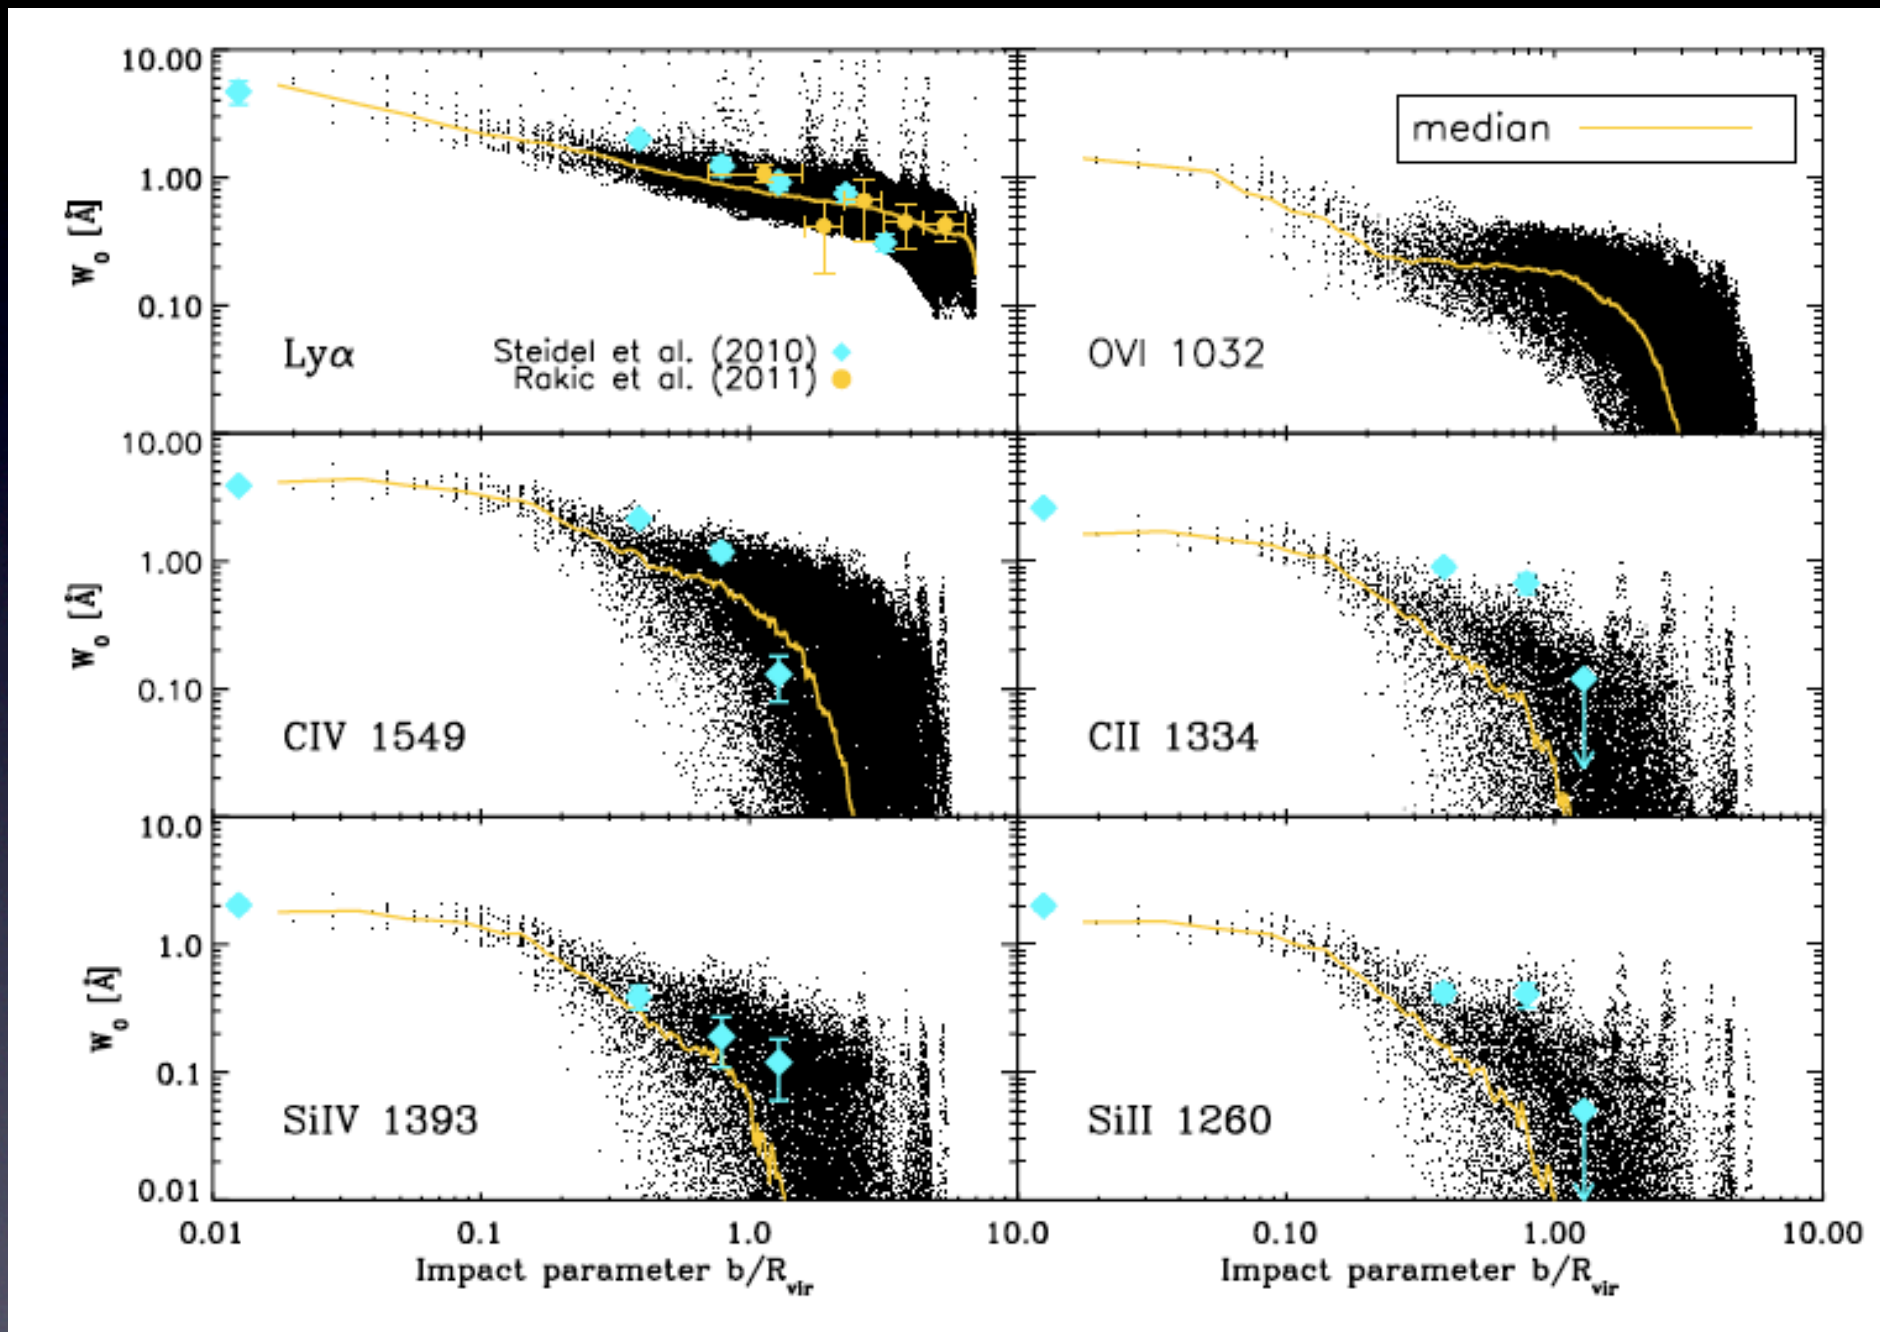 10.00
1.00
0.10
W₀ [Å]
Lyα
Steidel et al. (2010)
Rakic et al. (2011)
median
OVI 1032
10.00
1.00
0.10
W₀ [Å]
CIV 1549
CII 1334
10.0
1.0
0.1
0.01
W₀ [Å]
SiIV 1393
SiII 1260
0.01 0.1 1.0 10.0 0.10 1.00 10.00
Impact parameter b/Rvir Impact parameter b/Rvir